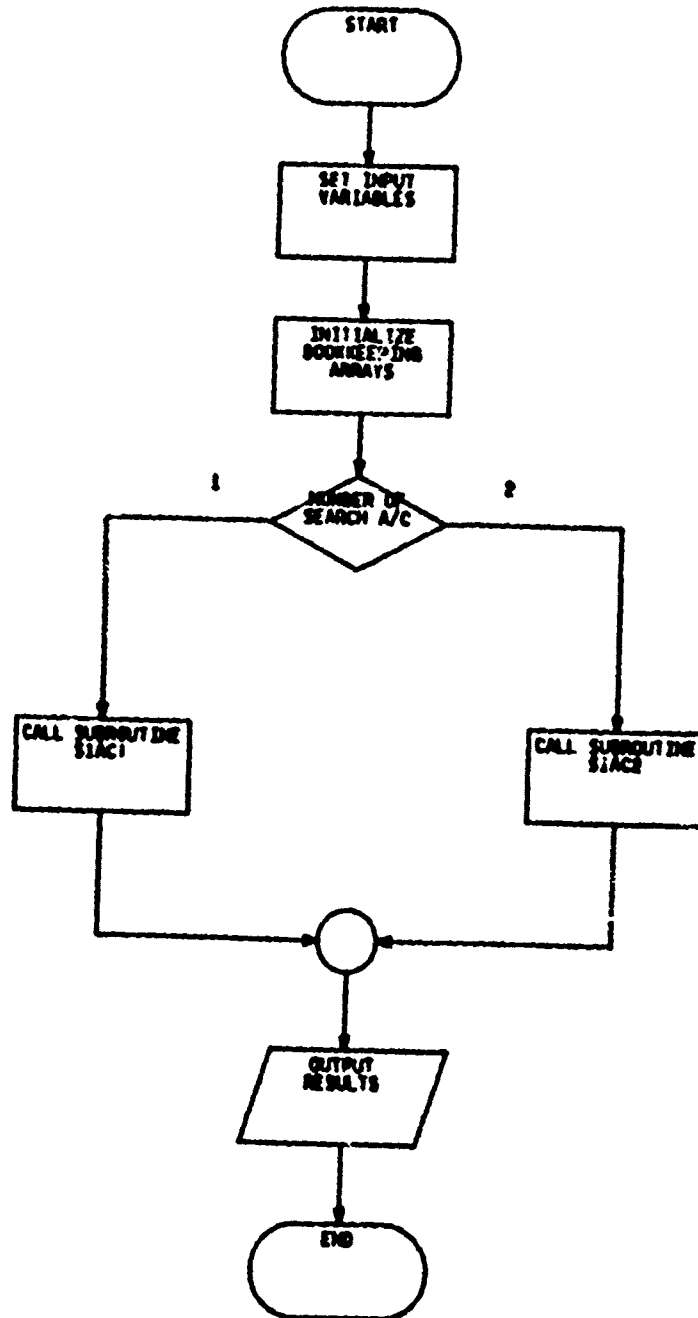 START
SET INPUT
VARIABLES
INITIALIZE
BOOKKEEPING
ARRAYS
1
NUMBER OF
SEARCH A/C
2
CALL SUBROUTINE
S1AC1
CALL SUBROUTINE
S1AC2
OUTPUT
RESULTS
END